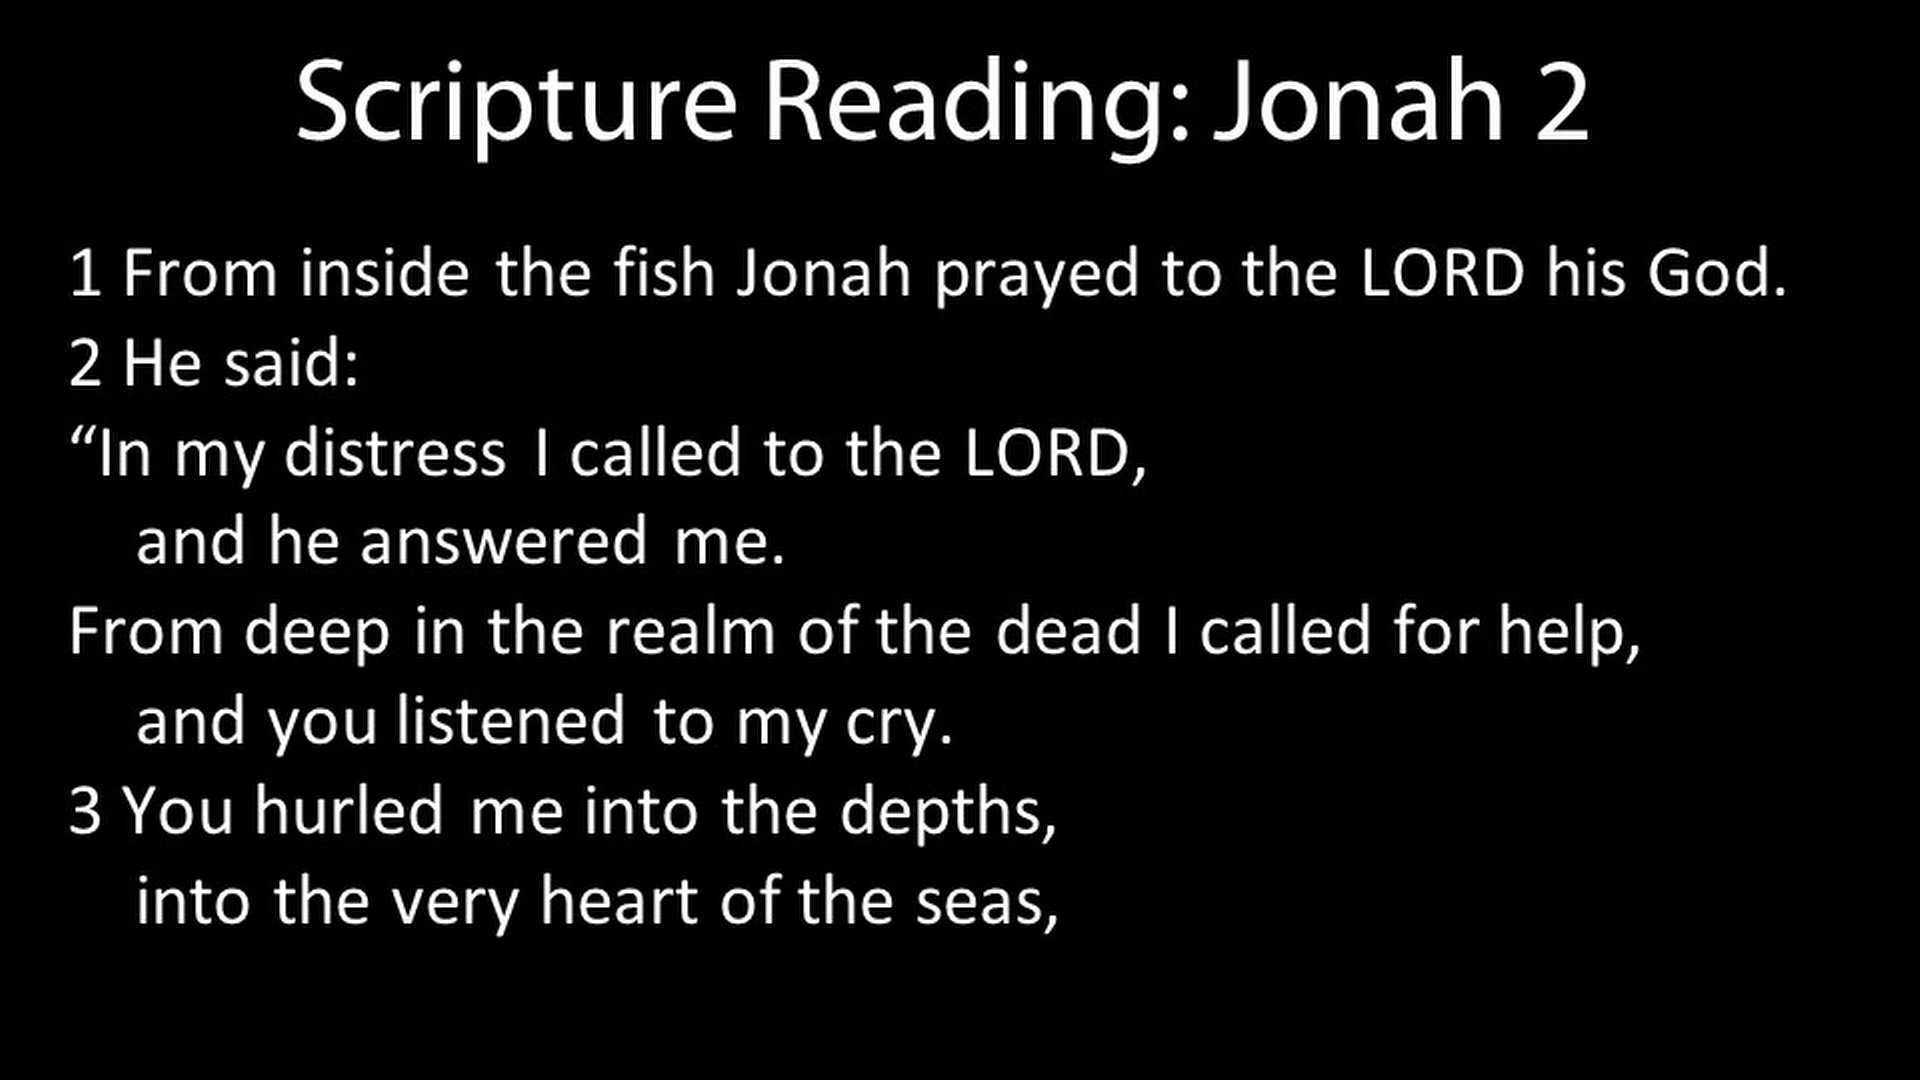 Scripture Reading: Jonah 2
1 From inside the fish Jonah prayed to the LORD his God.
2 He said:
“In my distress I called to the LORD,
and he answered me.
From deep in the realm of the dead I called for help,
and you listened to my cry.
3 You hurled me into the depths,
into the very heart of the seas,